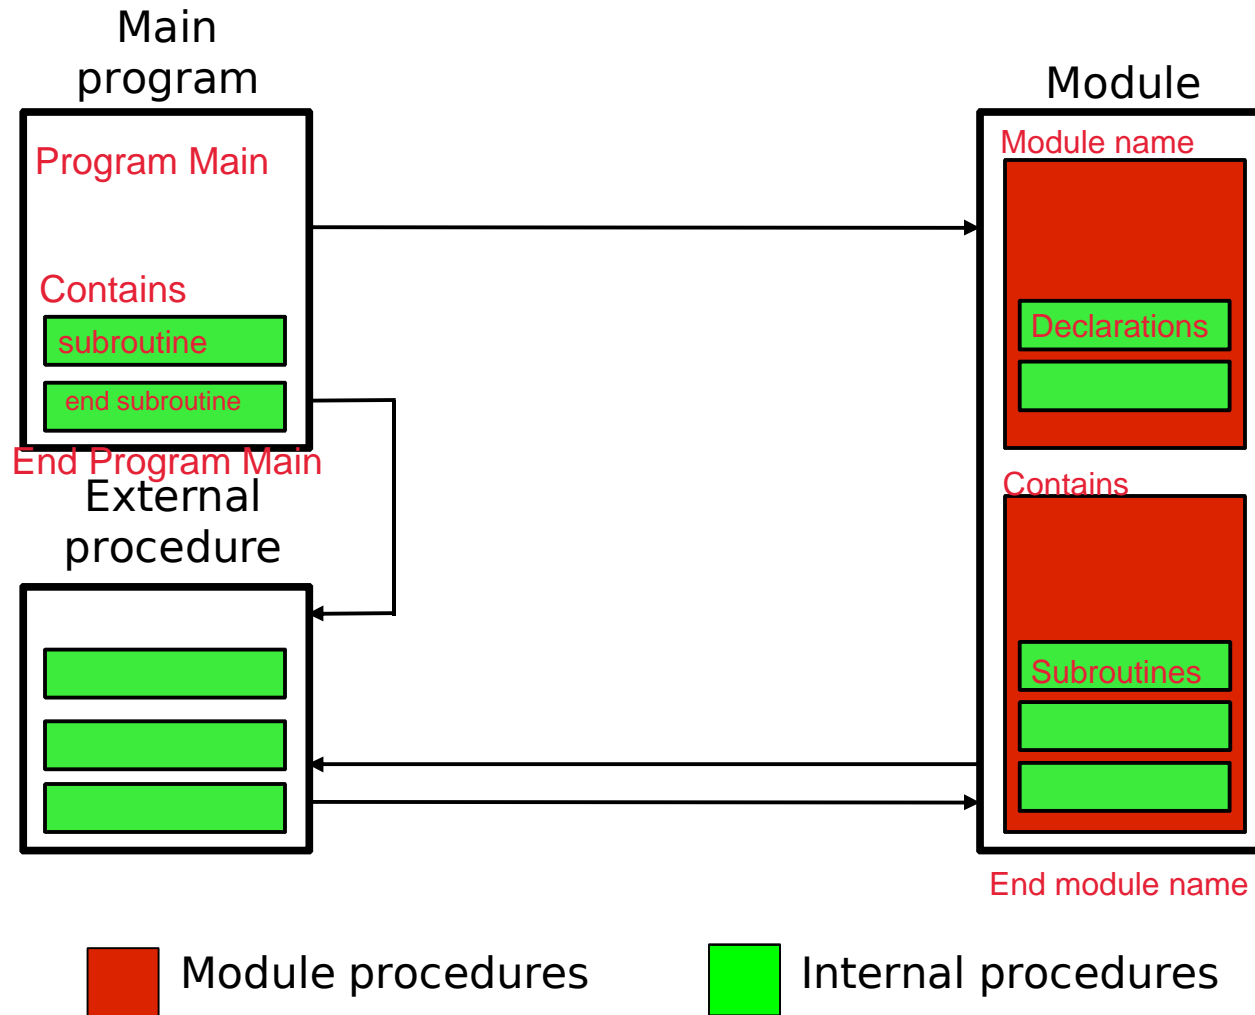 Main
program
Program Main
Contains
subroutine
end subroutine
End Program Main
External
procedure
Module
Module name
Declarations
Contains
Subroutines
End module name
Module procedures
Internal procedures